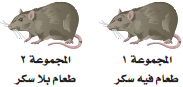 المجموعة ١
طعام فيه سكر
المجموعة ٢
طعام بلا سكر